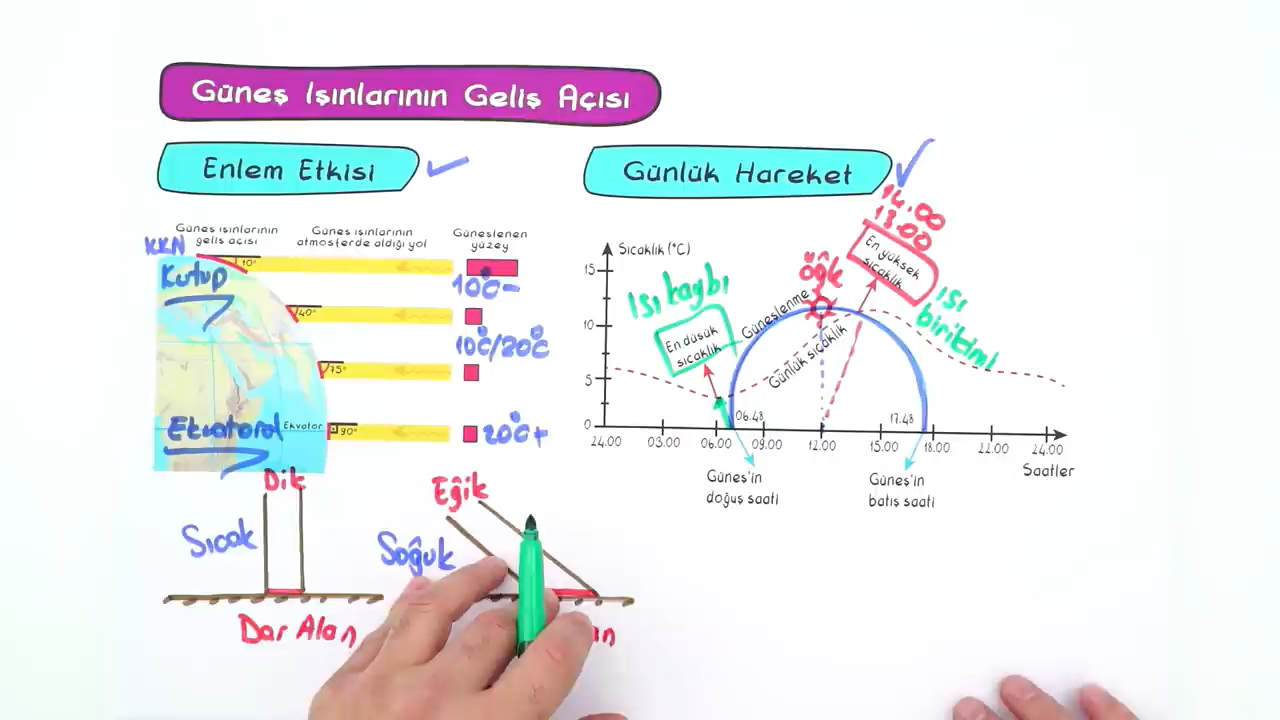 Güneş Işınlarının Geliş Açısı
Enlem Etkisi
Güneş ışınlarının
geliş açısı
Güneş ışınlarının
atmosferde aldığı yol
Güneşlenen
yüzey
KKN
Kutup
10°
10°C-
40°
10°C/20°C
75°
Ekvatoral
Ekvator
90°
20°C+
Dik
Sıcak
Dar Alan
Eğik
Soğuk
Günlük Hareket
14.00
13.00
En yüksek
sıcaklık
Isı
birikimi
öğle
Isı kaybı
En düşük
sıcaklık
Sıcaklık (°C)
15
10
5
0
Güneşlenme
Günlük sıcaklık
06.48
17.48
24.00 03.00 06.00 09.00 12.00 15.00 18.00 21.00 24.00
Saatler
Güneş'in
doğuş saati
Güneş'in
batış saati